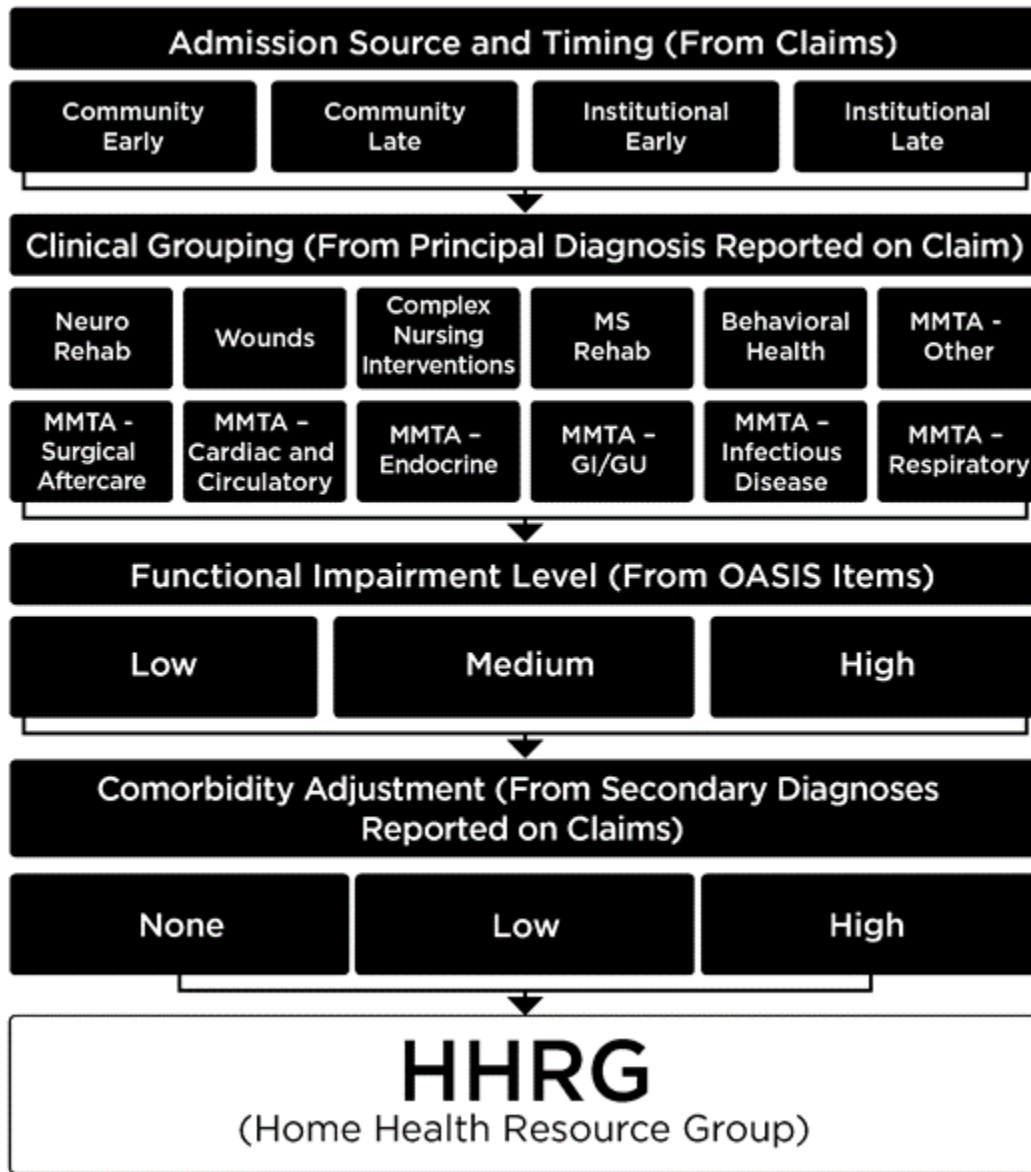 Admission Source and Timing (From Claims)
Community
Early
Community
Late
Institutional
Early
Institutional
Late
Clinical Grouping (From Principal Diagnosis Reported on Claim)
Neuro
Rehab
Wounds
Complex
Nursing
Interventions
MS
Rehab
Behavioral
Health
MMTA -
Other
MMTA -
Surgical
Aftercare
MMTA –
Cardiac and
Circulatory
MMTA –
Endocrine
MMTA –
GI/GU
MMTA –
Infectious
Disease
MMTA –
Respiratory
Functional Impairment Level (From OASIS Items)
Low
Medium
High
Comorbidity Adjustment (From Secondary Diagnoses
Reported on Claims)
None
Low
High
HHRG
(Home Health Resource Group)